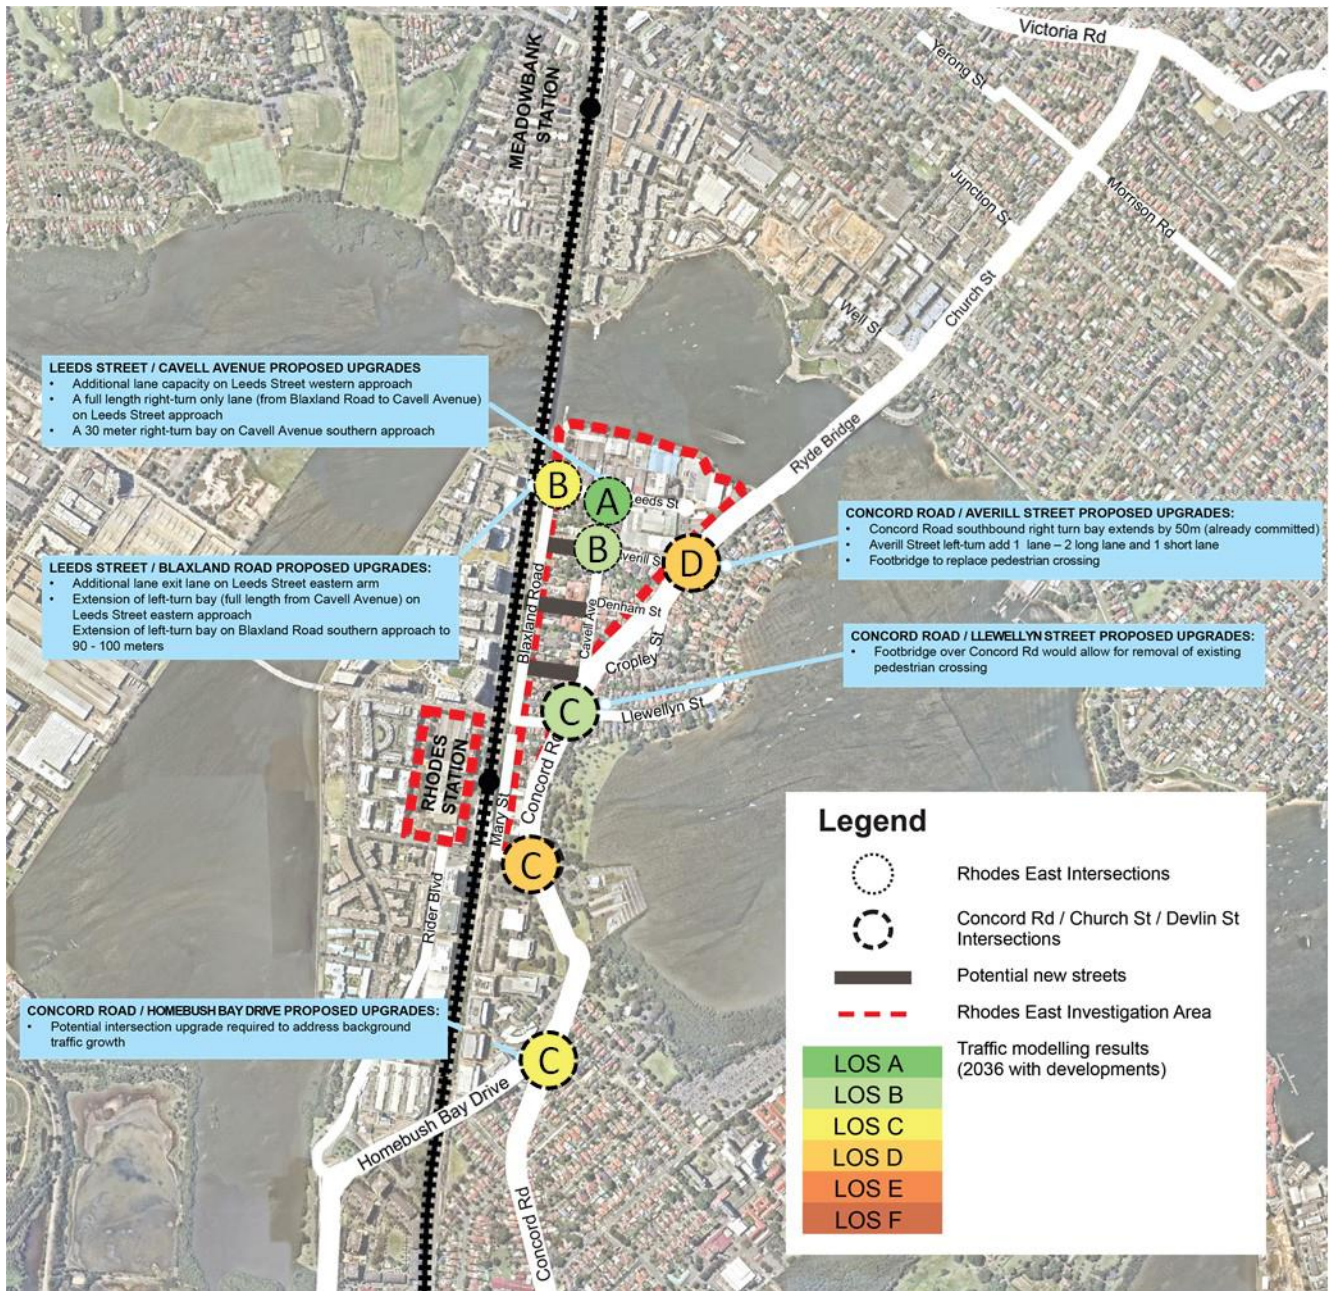 Victoria Rd
Yerong St
MEADOWBANK
STATION
Junction St
Morrison Rd
Church St
Well St
LEEDS STREET / CAVELL AVENUE PROPOSED UPGRADES
• Additional lane capacity on Leeds Street western approach
• A full length right-turn only lane (from Blaxland Road to Cavell Avenue)
on Leeds Street approach
• A 30 meter right-turn bay on Cavell Avenue southern approach
Ryde Bridge
B
A
Leeds St
CONCORD ROAD / AVERILL STREET PROPOSED UPGRADES:
• Concord Road southbound right turn bay extends by 50m (already committed)
• Averill Street left-turn add 1 lane – 2 long lane and 1 short lane
• Footbridge to replace pedestrian crossing
B
Averill St
D
LEEDS STREET / BLAXLAND ROAD PROPOSED UPGRADES:
• Additional lane exit lane on Leeds Street eastern arm
• Extension of left-turn bay (full length from Cavell Avenue) on
Leeds Street eastern approach
Extension of left-turn bay on Blaxland Road southern approach to
90 - 100 meters
Blaxland Road
Denham St
Cavell Ave
Cropley St
CONCORD ROAD / LLEWELLYN STREET PROPOSED UPGRADES:
• Footbridge over Concord Rd would allow for removal of existing
pedestrian crossing
C
Llewellyn St
RHODES
STATION
Concord Rd
Mary St
C
Rider Blvd
CONCORD ROAD / HOMEBUSH BAY DRIVE PROPOSED UPGRADES:
• Potential intersection upgrade required to address background
traffic growth
C
Homebush Bay Drive
Concord Rd
Legend
Rhodes East Intersections
Concord Rd / Church St / Devlin St
Intersections
Potential new streets
Rhodes East Investigation Area
Traffic modelling results
(2036 with developments)
LOS A
LOS B
LOS C
LOS D
LOS E
LOS F